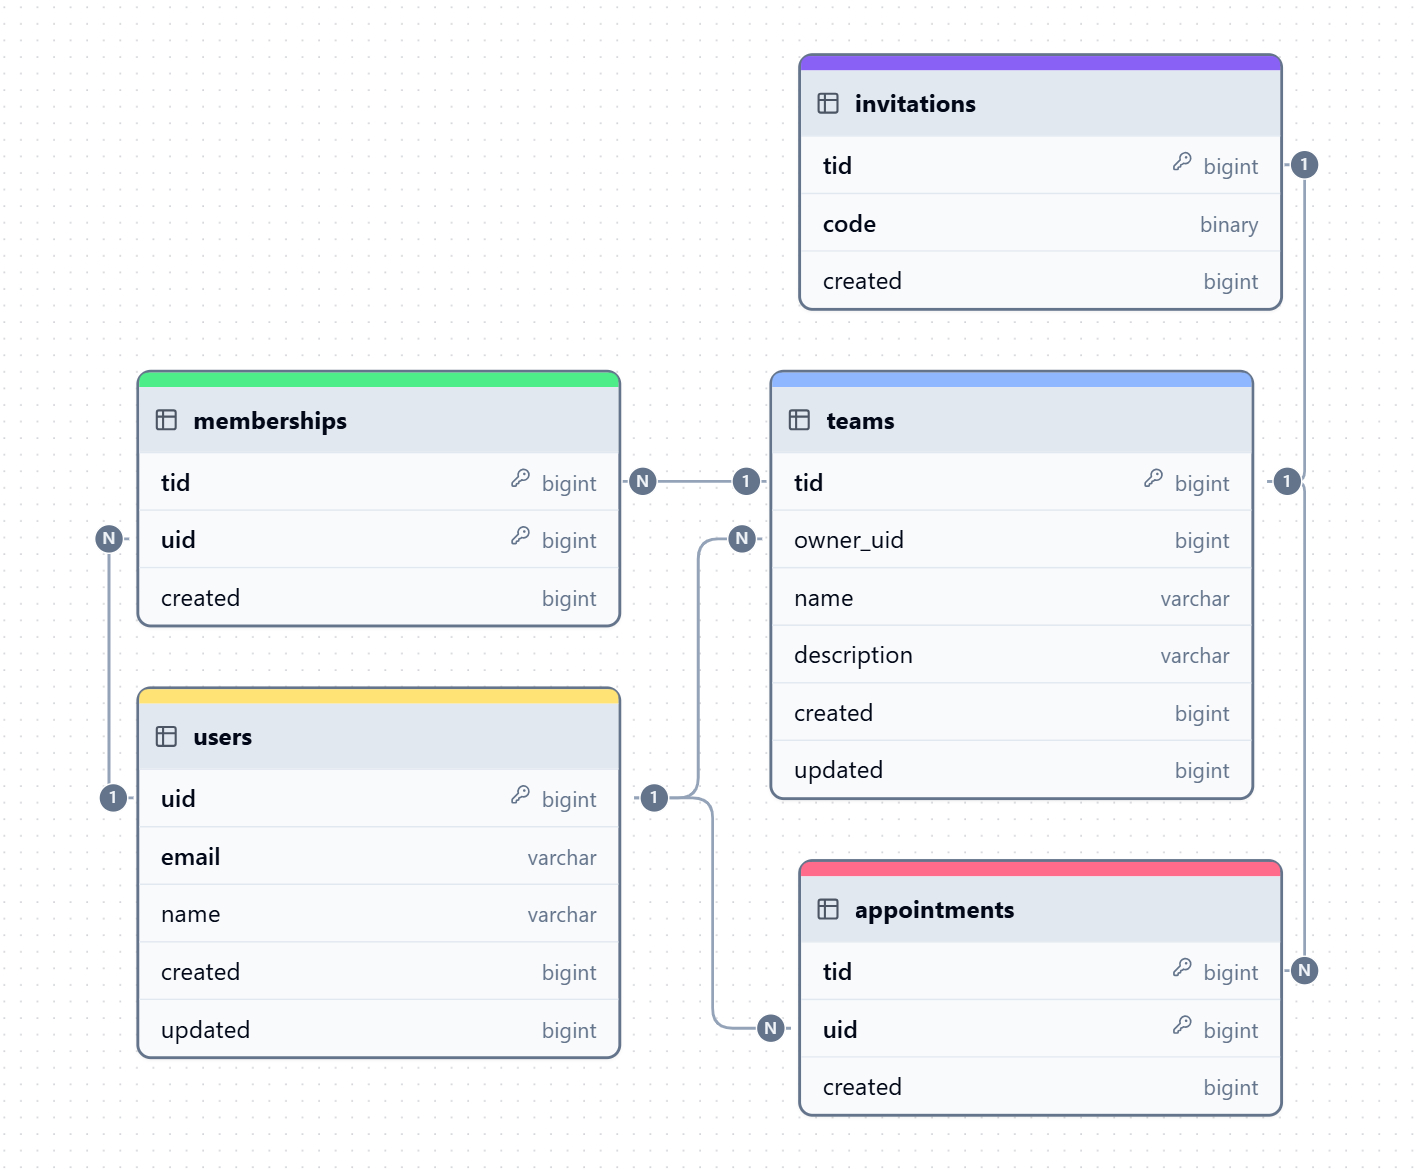 invitations
tid bigint
1
code binary
created bigint
memberships
tid bigint
N
uid bigint
N
created bigint
teams
1
tid bigint
1
N
owner_uid bigint
name varchar
description varchar
created bigint
updated bigint
users
1
uid bigint
1
email varchar
name varchar
created bigint
updated bigint
appointments
tid bigint
N
N
uid bigint
created bigint